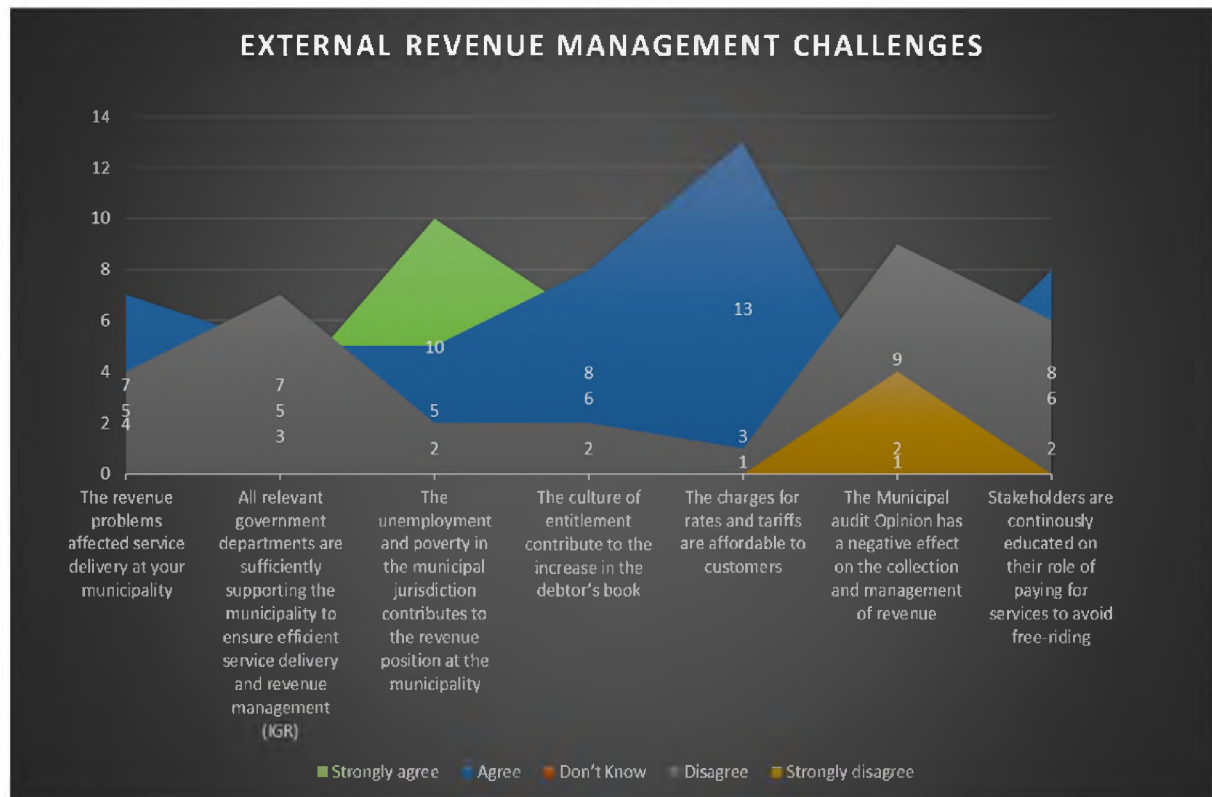 EXTERNAL REVENUE MANAGEMENT CHALLENGES
14
12
10
8
6
4
2
0
7
5
4
7
5
3
10
5
2
8
6
2
13
3
1
9
2
1
8
6
2
The revenue
problems
affected service
delivery at your
municipality
All relevant
government
departments are
sufficiently
supporting the
municipality to
ensure efficient
service delivery
and revenue
management
(IGR)
The
unemployment
and poverty in
the municipal
jurisdiction
contributes to
the revenue
position at the
municipality
The culture of
entitlement
contribute to the
increase in the
debtor's book
The charges for
rates and tariffs
are affordable to
customers
The Municipal
audit Opinion has
a negative effect
on the collection
and management
of revenue
Stakeholders are
continously
educated on
their role of
paying for
services to avoid
free-riding
Strongly agree Agree Don't Know Disagree Strongly disagree